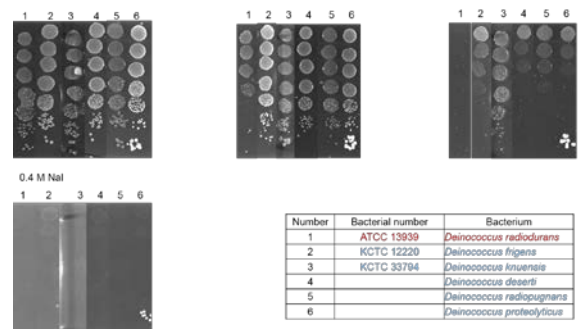 1 2 3 4 5 6
1 2 3 4 5 6
1 2 3 4 5 6
0.4 M NaI
1 2 3 4 5 6
Number Bacterial number Bacterium
1 ATCC 13939 Deinococcus radiodurans
2 KCTC 12220 Deinococcus frigens
3 KCTC 33794 Deinococcus knuensis
4 Deinococcus deserti
5 Deinococcus radiopugnans
6 Deinococcus proteolyticus